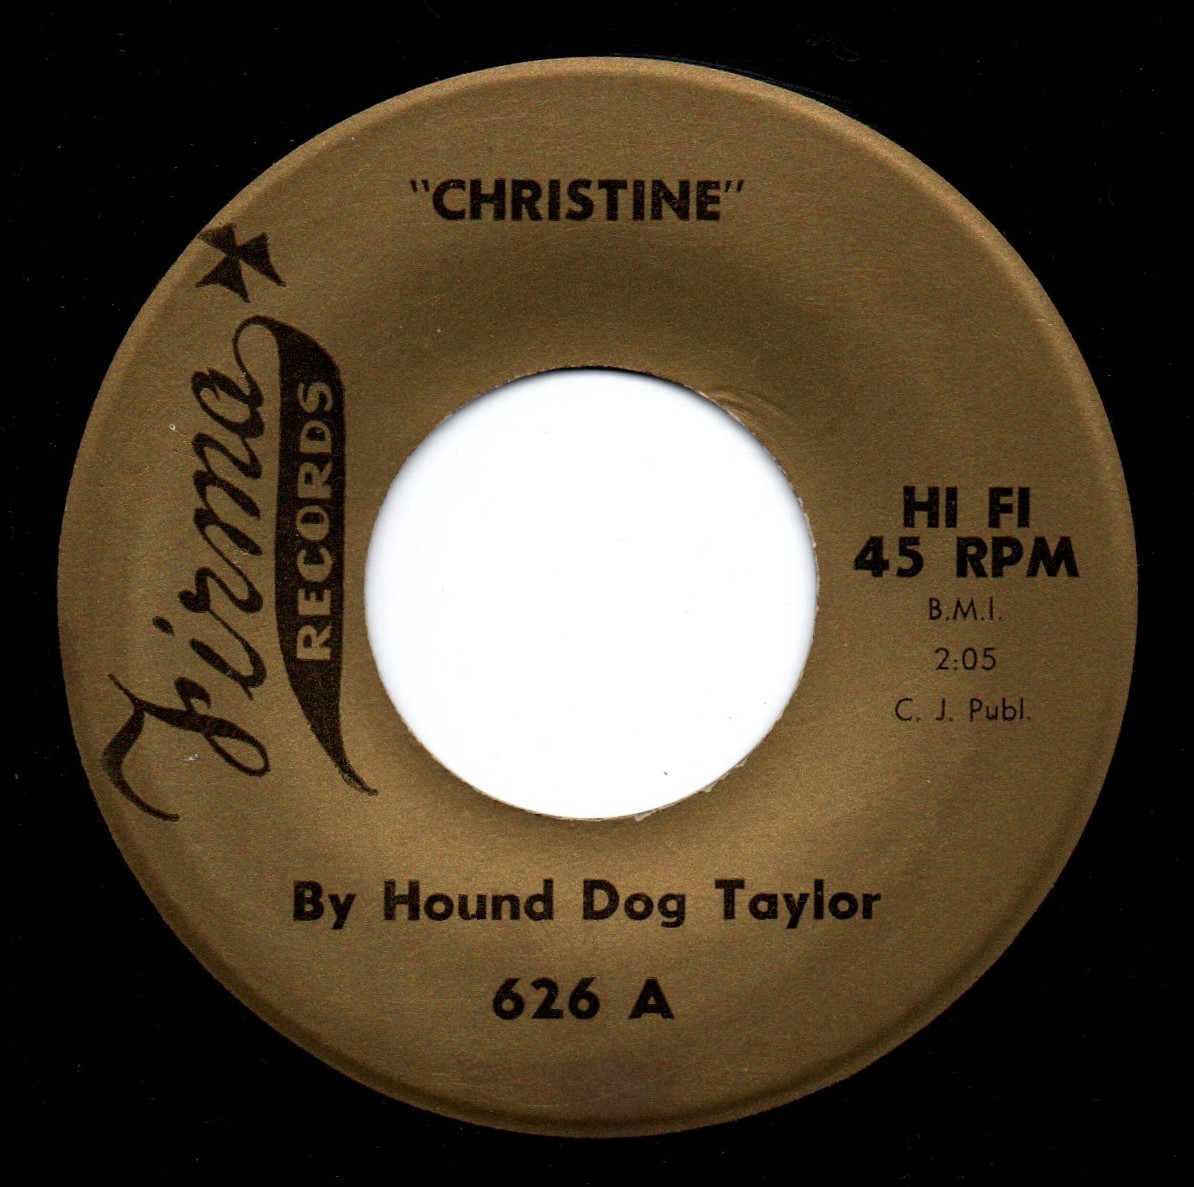 "CHRISTINE"
Firma
RECORDS
HI FI
45 RPM
B.M.I.
2:05
C. J. Publ.
By Hound Dog Taylor
626 A